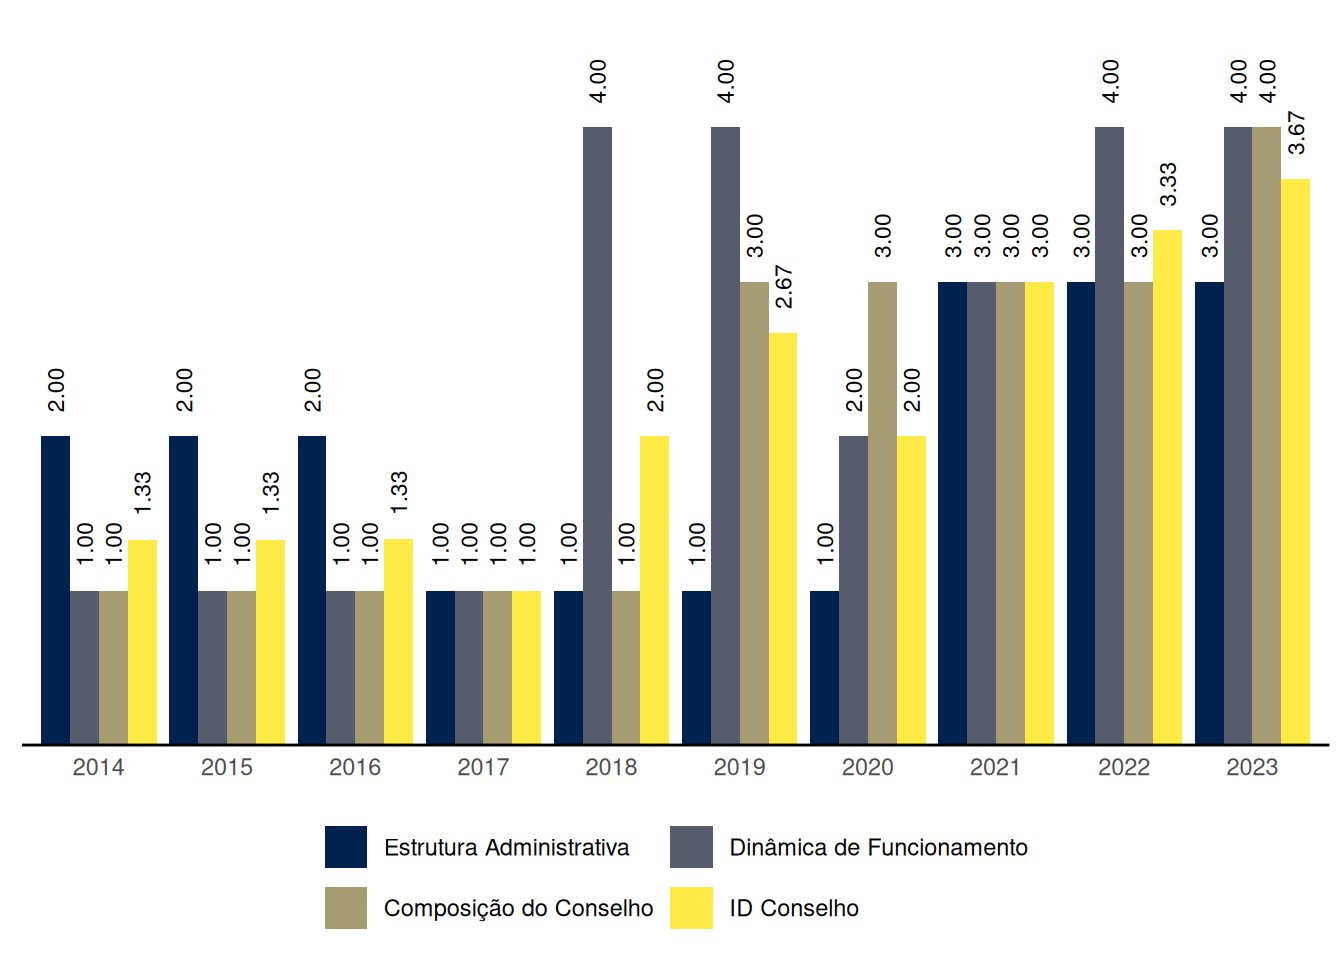 4.00 4.00 4.00 4.00 4.00
3.67
3.33
3.00 3.00 3.00 3.00 3.00 3.00 3.00 3.00 3.00
2.67
2.00 2.00 2.00 2.00 2.00 2.00
1.33 1.33 1.33
1.00 1.00 1.00 1.00 1.00 1.00 1.00 1.00 1.00 1.00 1.00 1.00 1.00 1.00
2014 2015 2016 2017 2018 2019 2020 2021 2022 2023
Estrutura Administrativa Dinâmica de Funcionamento
Composição do Conselho ID Conselho